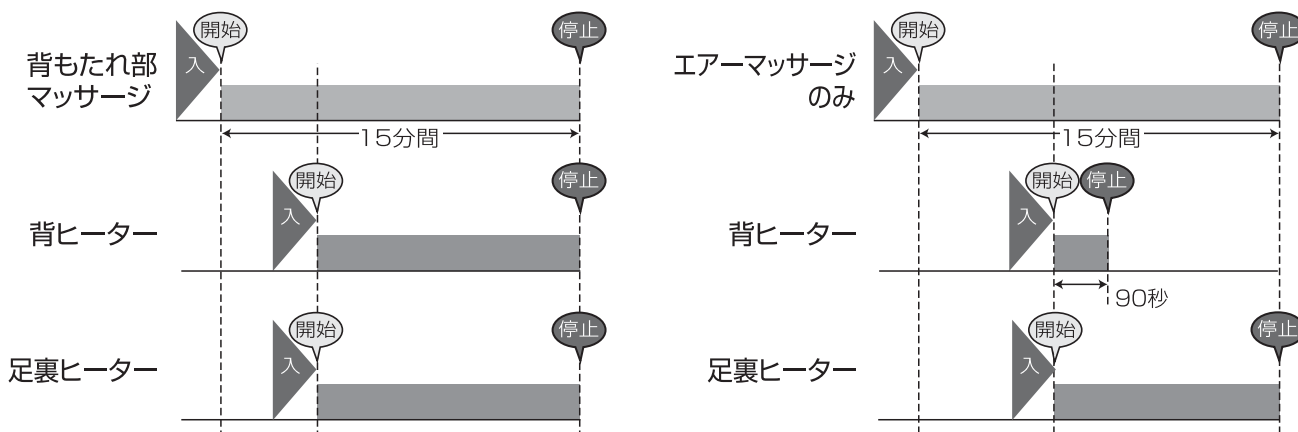 開始
停止
背もたれ部
マッサージ
入
15分間
開始
停止
背ヒーター
入
開始
停止
足裏ヒーター
入
開始
停止
エアーマッサージ
のみ
入
15分間
開始
停止
背ヒーター
入
90秒
開始
停止
足裏ヒーター
入